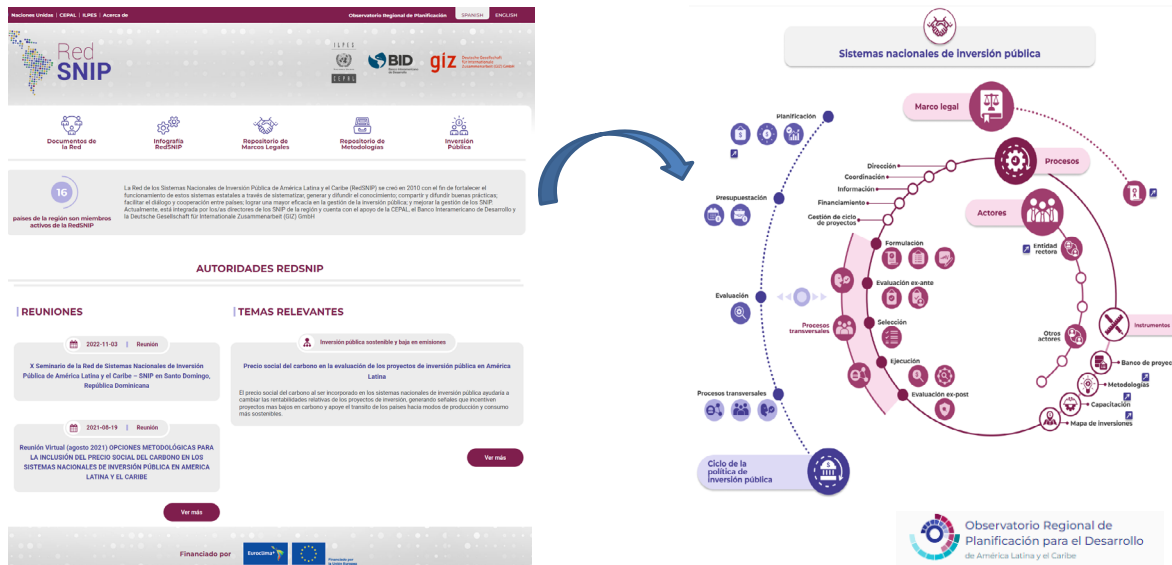 Naciones Unidas | CEPAL | ILPES | Acerca de
Observatorio Regional de Planificación
SPANISH
ENGLISH
Red
SNIP
ILPES
CEPAL
BID
Banco Interamericano
de Desarrollo
giz
Deutsche Gesellschaft
für Internationale
Zusammenarbeit (GIZ) GmbH
Documentos de
la Red
Infografía
RedSNIP
Repositorio de
Marcos Legales
Repositorio de
Metodologías
Inversión
Pública
16
países de la región son miembros
activos de la RedSNIP
La Red de los Sistemas Nacionales de Inversión Pública de América Latina y el Caribe (RedSNIP) se creó en 2010 con el fin de fortalecer el
funcionamiento de estos sistemas estatales a través de sistematizar, generar y difundir el conocimiento; compartir y difundir buenas prácticas;
facilitar el diálogo y cooperación entre países; lograr una mayor eficacia en la gestión de la inversión pública; y mejorar la gestión de los SNIP.
Actualmente, está integrada por los/as directores de los SNIP de la región y cuenta con el apoyo de la CEPAL, el Banco Interamericano de Desarrollo y
la Deutsche Gesellschaft für Internationale Zusammenarbeit (GIZ) GmbH
AUTORIDADES REDSNIP
REUNIONES
2022-11-03 | Reunión
X Seminario de la Red de Sistemas Nacionales de Inversión
Pública de América Latina y el Caribe – SNIP en Santo Domingo,
República Dominicana
2021-08-19 | Reunión
Reunión Virtual (agosto 2021) OPCIONES METODOLÓGICAS PARA
LA INCLUSIÓN DEL PRECIO SOCIAL DEL CARBONO EN LOS
SISTEMAS NACIONALES DE INVERSIÓN PÚBLICA EN AMERICA
LATINA Y EL CARIBE
Ver más
TEMAS RELEVANTES
Inversión pública sostenible y baja en emisiones
Precio social del carbono en la evaluación de los proyectos de inversión pública en América
Latina
El precio social del carbono al ser incorporado en los sistemas nacionales de inversión pública ayudaría a
cambiar las rentabilidades relativas de los proyectos de inversión, generando señales que incentiven
proyectos mas bajos en carbono y apoye el transito de los países hacia modos de producción y consumo
más sostenibles.
Ver más
Financiado por
Euroclima+
Financiado por
la Unión Europea
Sistemas nacionales de inversión pública
Marco legal
Planificación
Procesos
Dirección
Coordinación
Información
Financiamiento
Gestión de ciclo
de proyectos
Actores
Presupuestación
Formulación
Entidad
rectora
Evaluación ex-ante
Evaluación
Selección
Procesos
transversales
Otros
actores
Instrumentos
Ejecución
Banco de proyec
Metodologías
Procesos transversales
Evaluación ex-post
Capacitación
Mapa de inversiones
Ciclo de la
política de
inversión pública
Observatorio Regional de
Planificación para el Desarrollo
de América Latina y el Caribe